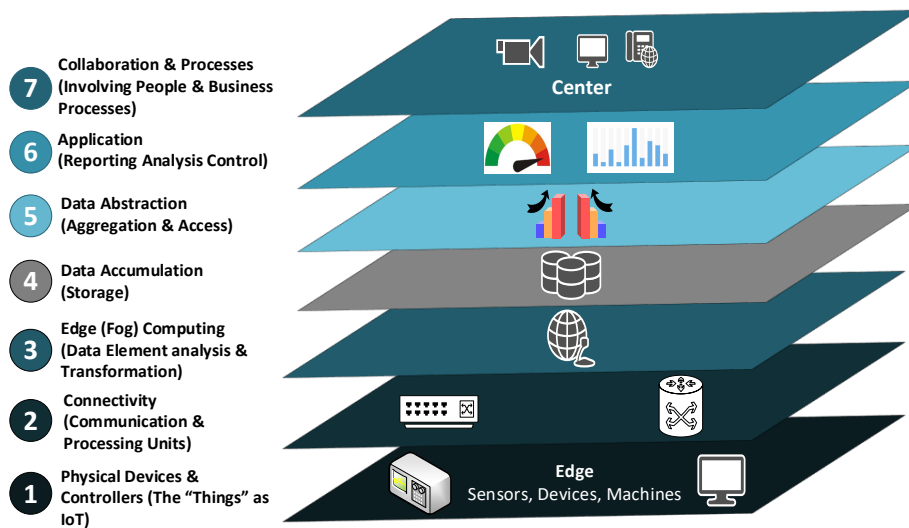 7
Collaboration & Processes
(Involving People & Business
Processes)
Center
6
Application
(Reporting Analysis Control)
5
Data Abstraction
(Aggregation & Access)
4
Data Accumulation
(Storage)
3
Edge (Fog) Computing
(Data Element analysis &
Transformation)
2
Connectivity
(Communication &
Processing Units)
1
Physical Devices &
Controllers (The “Things” as
IoT)
Edge
Sensors, Devices, Machines